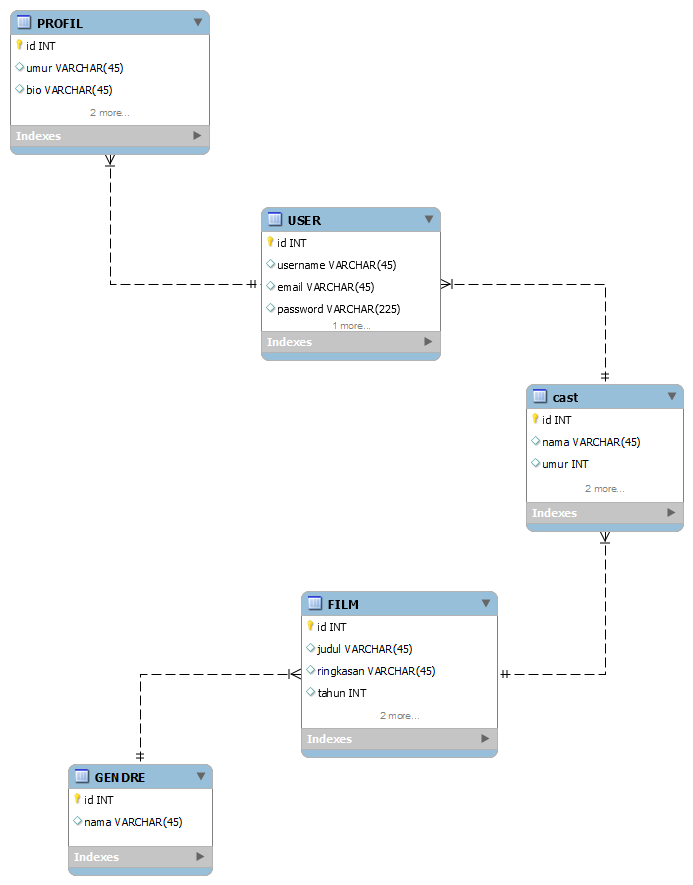 PROFIL
id INT
umur VARCHAR(45)
bio VARCHAR(45)
2 more...
Indexes
USER
id INT
username VARCHAR(45)
email VARCHAR(45)
password VARCHAR(225)
1 more...
Indexes
cast
id INT
nama VARCHAR(45)
umur INT
2 more...
Indexes
FILM
id INT
judul VARCHAR(45)
ringkasan VARCHAR(45)
tahun INT
2 more...
Indexes
GENDRE
id INT
nama VARCHAR(45)
Indexes